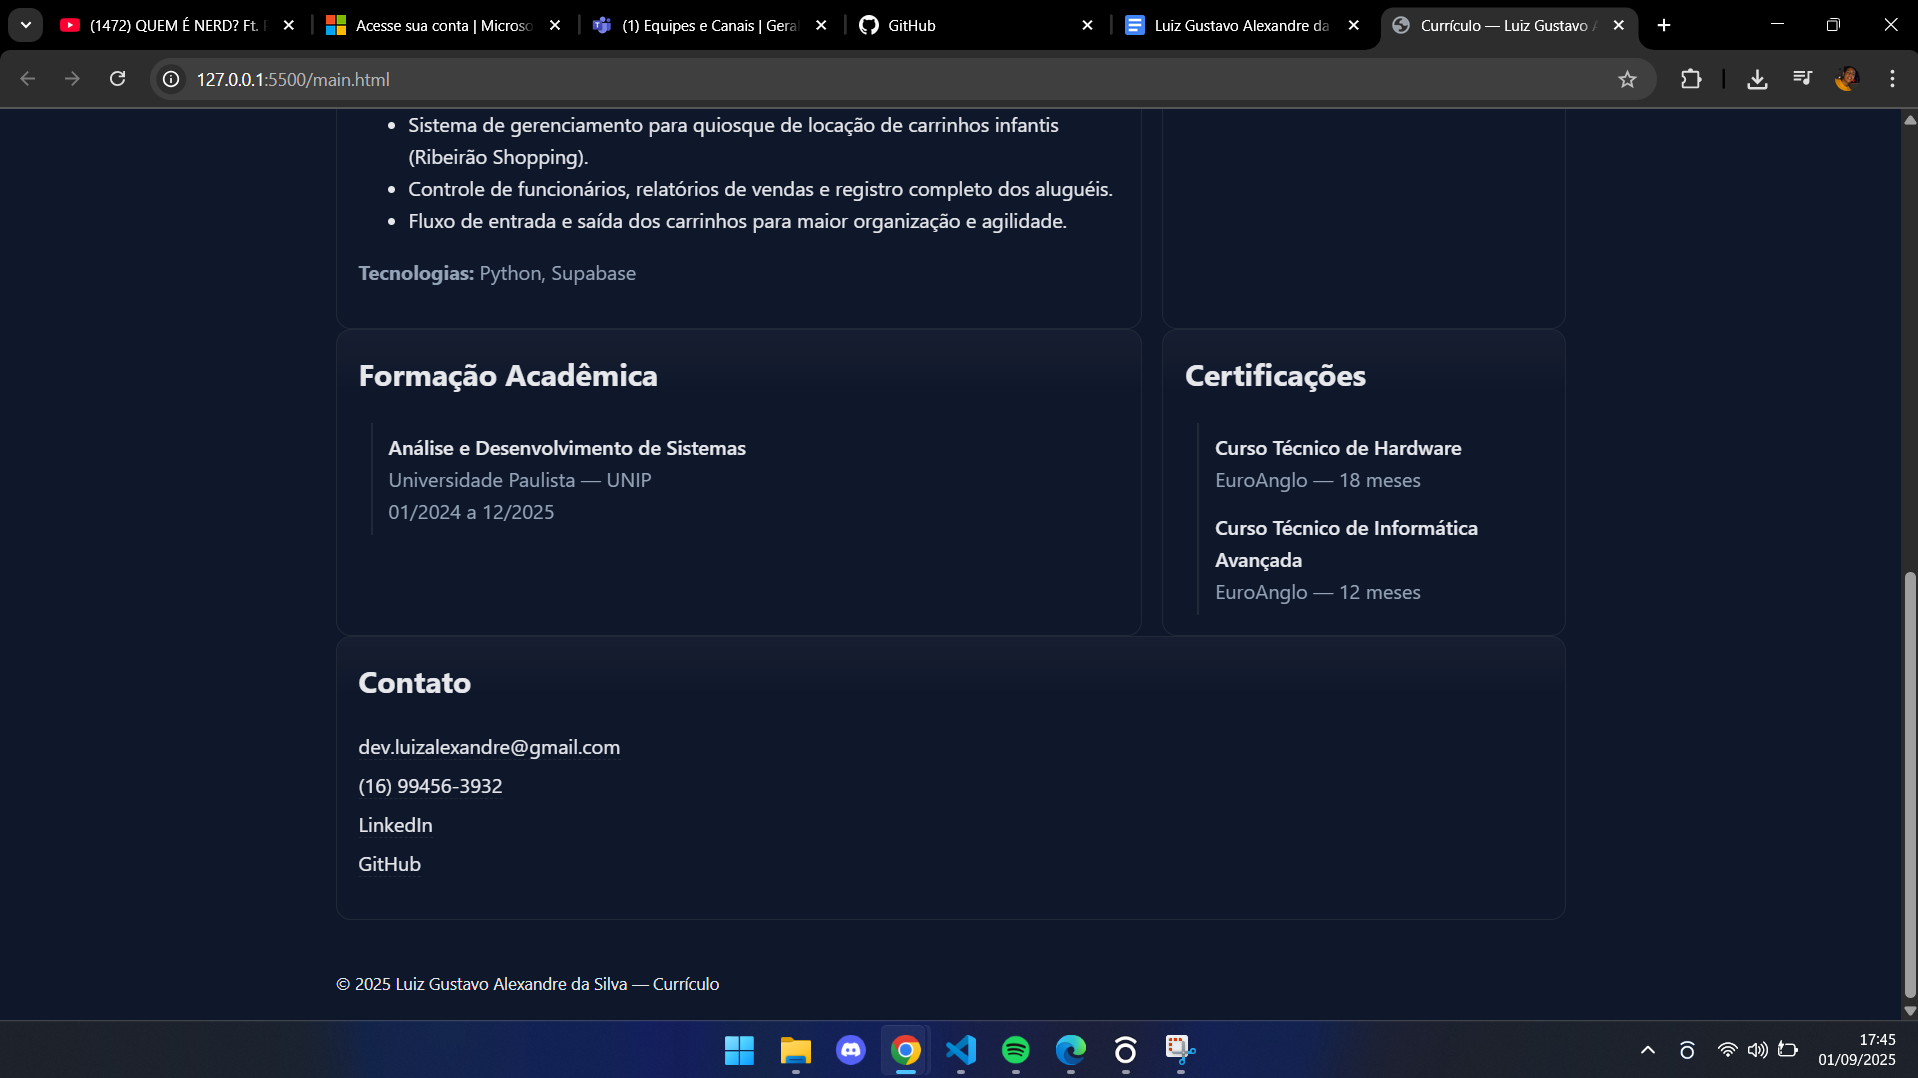 (1472) QUEM É NERD? Ft.
Acesse sua conta | Microso
(1) Equipes e Canais | Geral
GitHub
Luiz Gustavo Alexandre da
Currículo — Luiz Gustavo
127.0.0.1:5500/main.html
Sistema de gerenciamento para quiosque de locação de carrinhos infantis
(Ribeirão Shopping).
Controle de funcionários, relatórios de vendas e registro completo dos aluguéis.
Fluxo de entrada e saída dos carrinhos para maior organização e agilidade.
Tecnologias: Python, Supabase
Formação Acadêmica
Análise e Desenvolvimento de Sistemas
Universidade Paulista — UNIP
01/2024 a 12/2025
Certificações
Curso Técnico de Hardware
EuroAnglo — 18 meses
Curso Técnico de Informática
Avançada
EuroAnglo — 12 meses
Contato
dev.luizalexandre@gmail.com
(16) 99456-3932
LinkedIn
GitHub
© 2025 Luiz Gustavo Alexandre da Silva — Currículo
17:45
01/09/2025